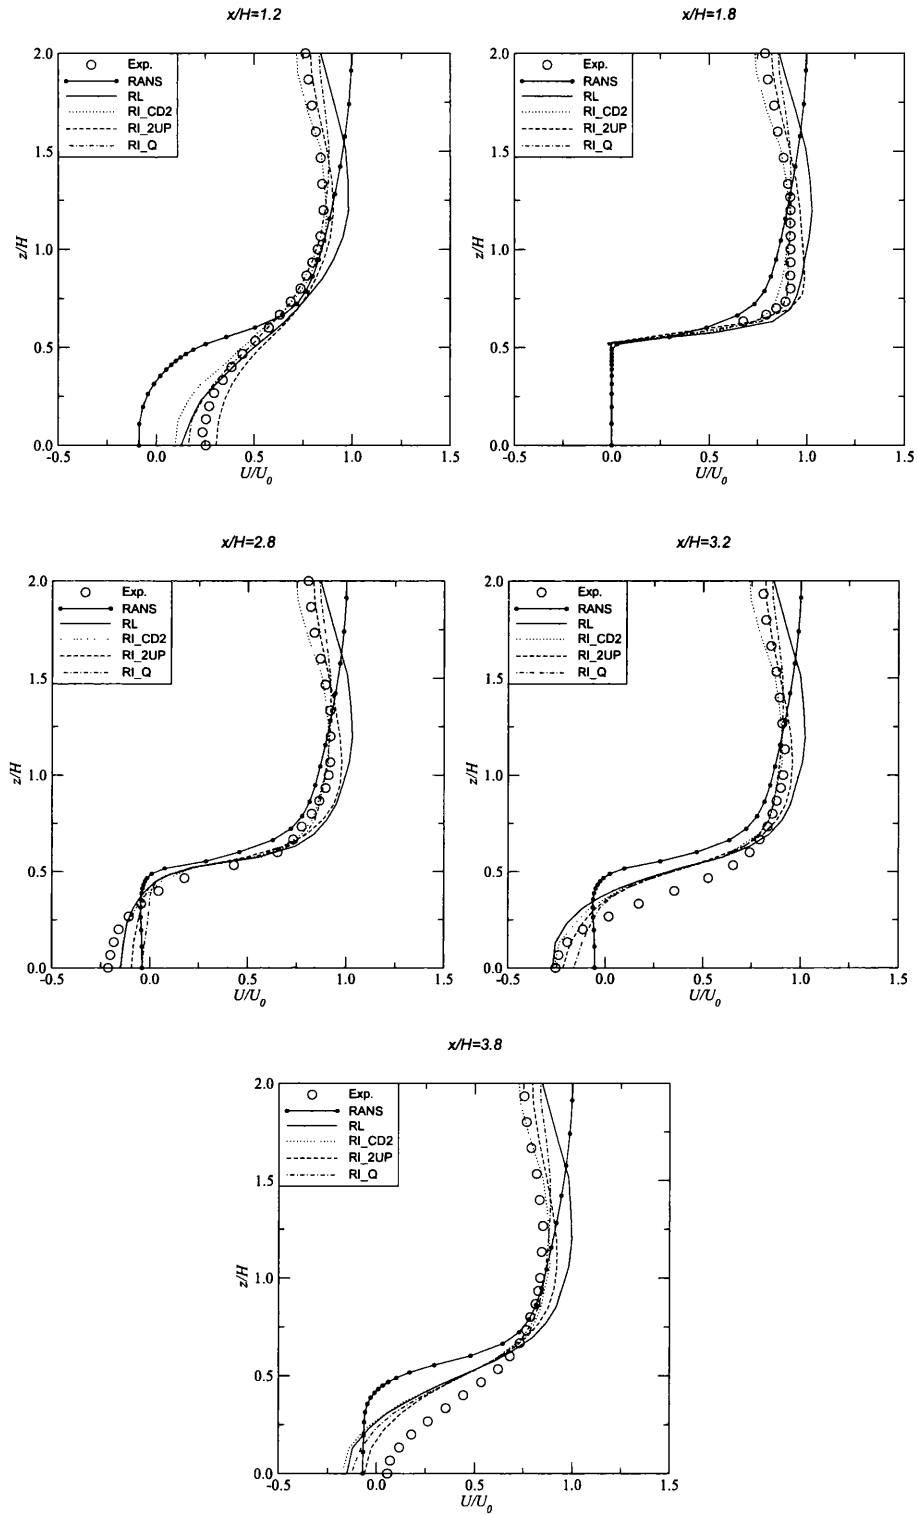 x/H=1.2
2.0
1.5
1.0
0.5
0.0
z/H
Exp.
RANS
RL
RI_CD2
RI_2UP
RI_Q
-0.5 0.0 0.5 1.0 1.5
U/U0
x/H=1.8
2.0
1.5
1.0
0.5
0.0
z/H
Exp.
RANS
RL
RI_CD2
RI_2UP
RI_Q
-0.5 0.0 0.5 1.0 1.5
U/U0
x/H=2.8
2.0
1.5
1.0
0.5
0.0
z/H
Exp.
RANS
RL
RI_CD2
RI_2UP
RI_Q
-0.5 0.0 0.5 1.0 1.5
U/U0
x/H=3.2
2.0
1.5
1.0
0.5
0.0
z/H
Exp.
RANS
RL
RI_CD2
RI_2UP
RI_Q
-0.5 0.0 0.5 1.0 1.5
U/U0
x/H=3.8
2.0
1.5
1.0
0.5
0.0
z/H
Exp.
RANS
RL
RI_CD2
RI_2UP
RI_Q
-0.5 0.0 0.5 1.0 1.5
U/U0